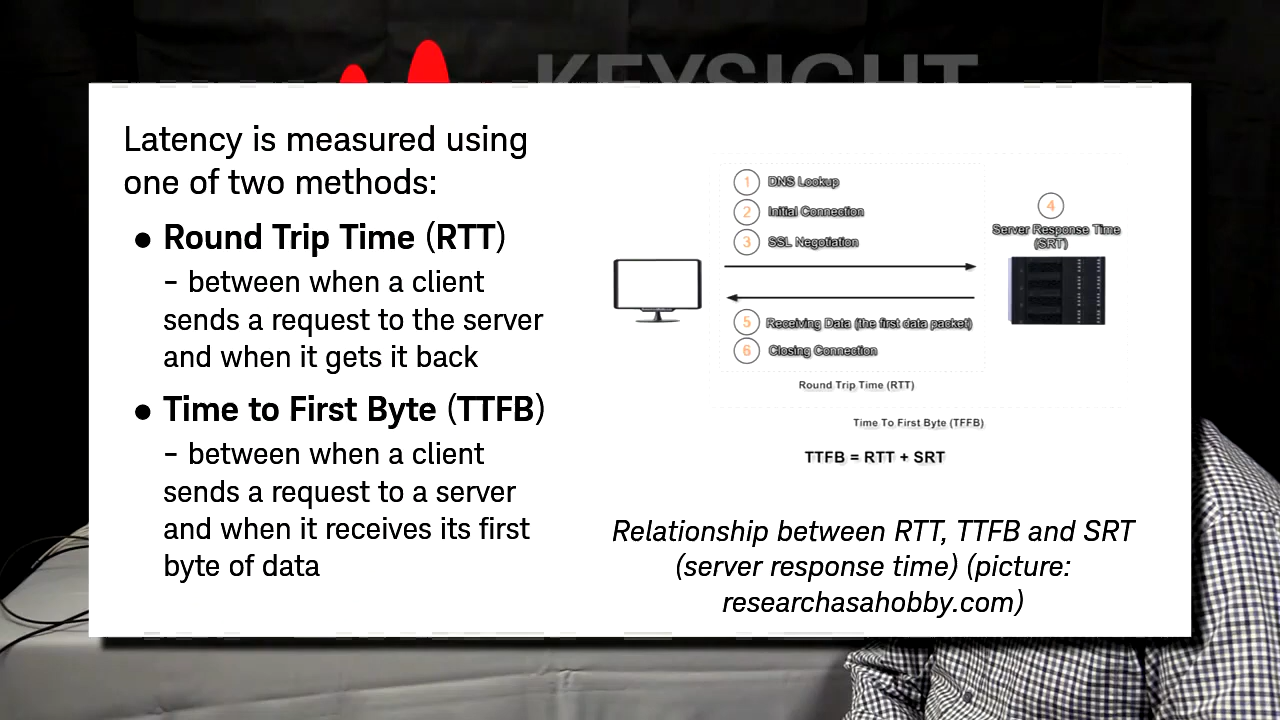 KEYSIGHT
Latency is measured using
one of two methods:
● Round Trip Time (RTT)
– between when a client
sends a request to the server
and when it gets it back
● Time to First Byte (TTFB)
– between when a client
sends a request to a server
and when it receives its first
byte of data
1 DNS Lookup
2 Initial Connection
3 SSL Negotiation
4
Server Response Time
(SRT)
5 Receiving Data (the first data packet)
6 Closing Connection
Round Trip Time (RTT)
Time To First Byte (TFFB)
TTFB = RTT + SRT
Relationship between RTT, TTFB and SRT
(server response time) (picture:
researchasahobby.com)